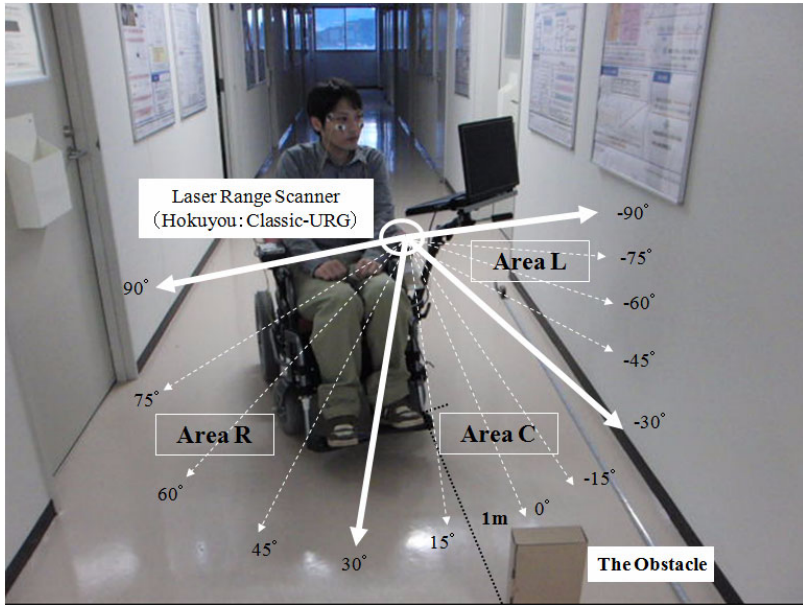 Laser Range Scanner
(Hokuyou: Classic-URG)
-90°
Area L
-75°
90°
-60°
-45°
75°
-30°
Area R
Area C
60°
-15°
1m
0°
45°
30°
15°
The Obstacle